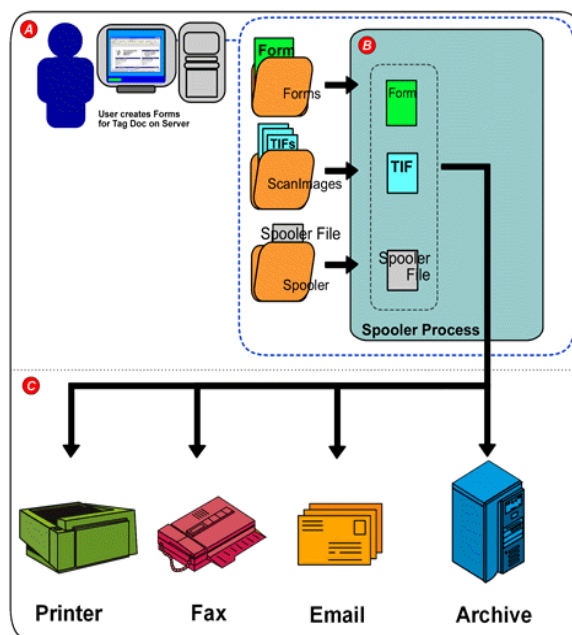 A
User creates Forms
for Tag Doc on Server
Form
Forms
TIFs
ScanImages
Spooler File
Spooler
B
Form
TIF
Spooler
File
Spooler Process
C
Printer
Fax
Email
Archive